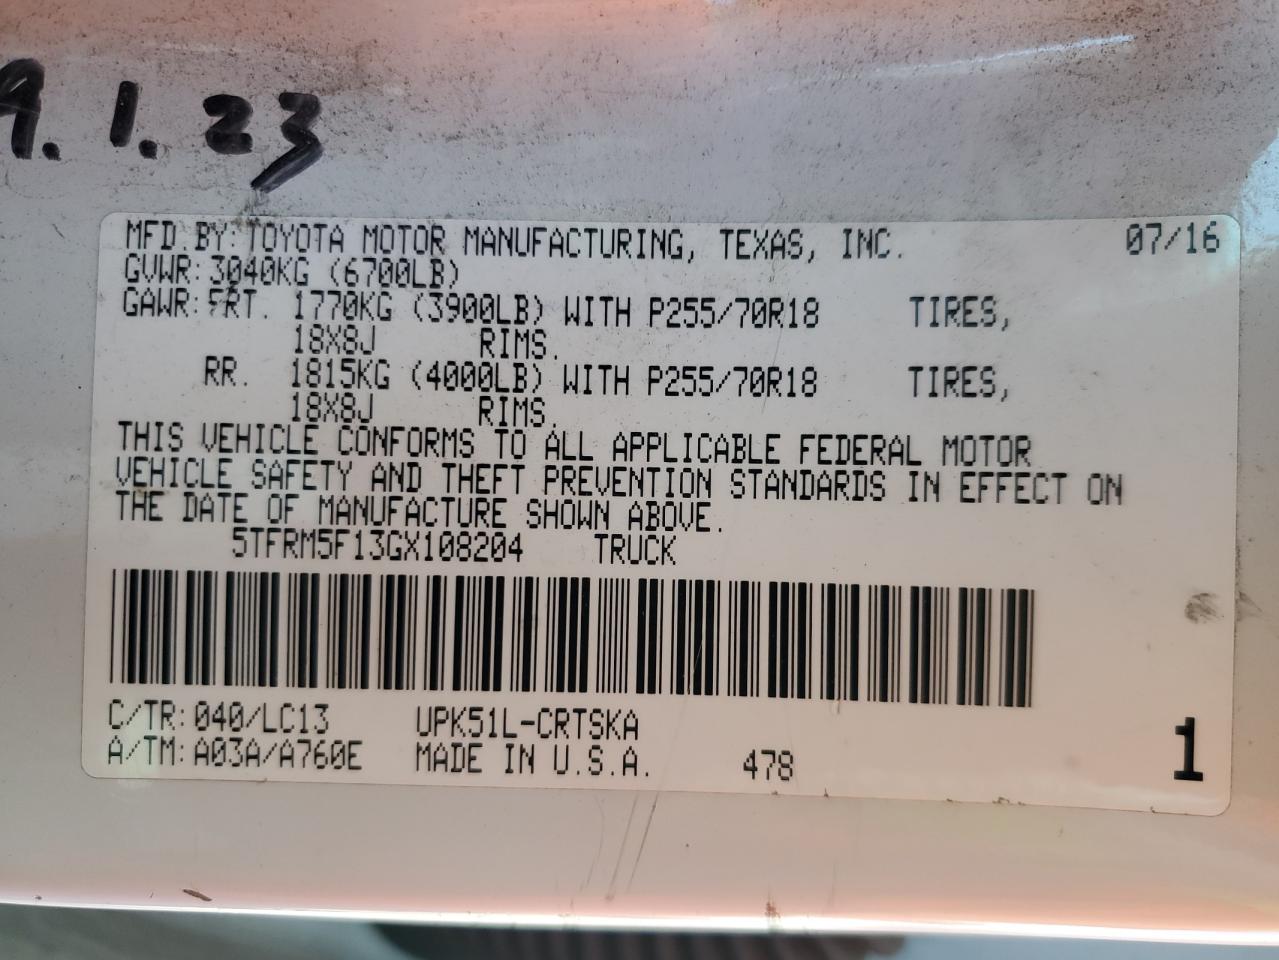 9.1.23
MFD.BY:TOYOTA MOTOR MANUFACTURING, TEXAS, INC. 07/16
GVWR:3040KG (6700LB)
GAWR:FRT. 1770KG (3900LB) WITH P255/70R18 TIRES,
18X8J RIMS.
RR. 1815KG (4000LB) WITH P255/70R18 TIRES,
18X8J RIMS.
THIS VEHICLE CONFORMS TO ALL APPLICABLE FEDERAL MOTOR
VEHICLE SAFETY AND THEFT PREVENTION STANDARDS IN EFFECT ON
THE DATE OF MANUFACTURE SHOWN ABOVE.
5TFRM5F13GX108204 TRUCK
C/TR:040/LC13 UPK51L-CRTSKA
A/TM:A03A/A760E MADE IN U.S.A. 478
1